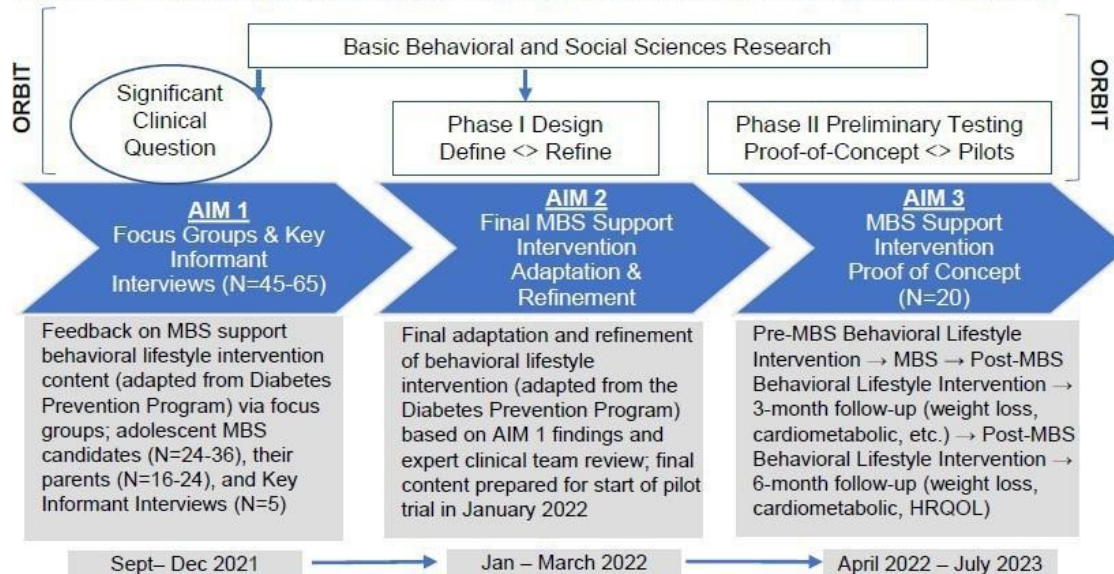 ORBIT
Basic Behavioral and Social Sciences Research
ORBIT
Significant
Clinical
Question
Phase I Design
Define <> Refine
Phase II Preliminary Testing
Proof-of-Concept <> Pilots
AIM 1
Focus Groups & Key
Informant
Interviews (N=45-65)
AIM 2
Final MBS Support
Intervention
Adaptation &
Refinement
AIM 3
MBS Support
Intervention
Proof of Concept
(N=20)
Feedback on MBS support
behavioral lifestyle intervention
content (adapted from Diabetes
Prevention Program) via focus
groups; adolescent MBS
candidates (N=24-36), their
parents (N=16-24), and Key
Informant Interviews (N=5)
Final adaptation and refinement
of behavioral lifestyle
intervention (adapted from the
Diabetes Prevention Program)
based on AIM 1 findings and
expert clinical team review; final
content prepared for start of pilot
trial in January 2022
Pre-MBS Behavioral Lifestyle
Intervention → MBS → Post-MBS
Behavioral Lifestyle Intervention →
3-month follow-up (weight loss,
cardiometabolic, etc.) → Post-MBS
Behavioral Lifestyle Intervention →
6-month follow-up (weight loss,
cardiometabolic, HRQOL)
Sept– Dec 2021
Jan – March 2022
April 2022 – July 2023